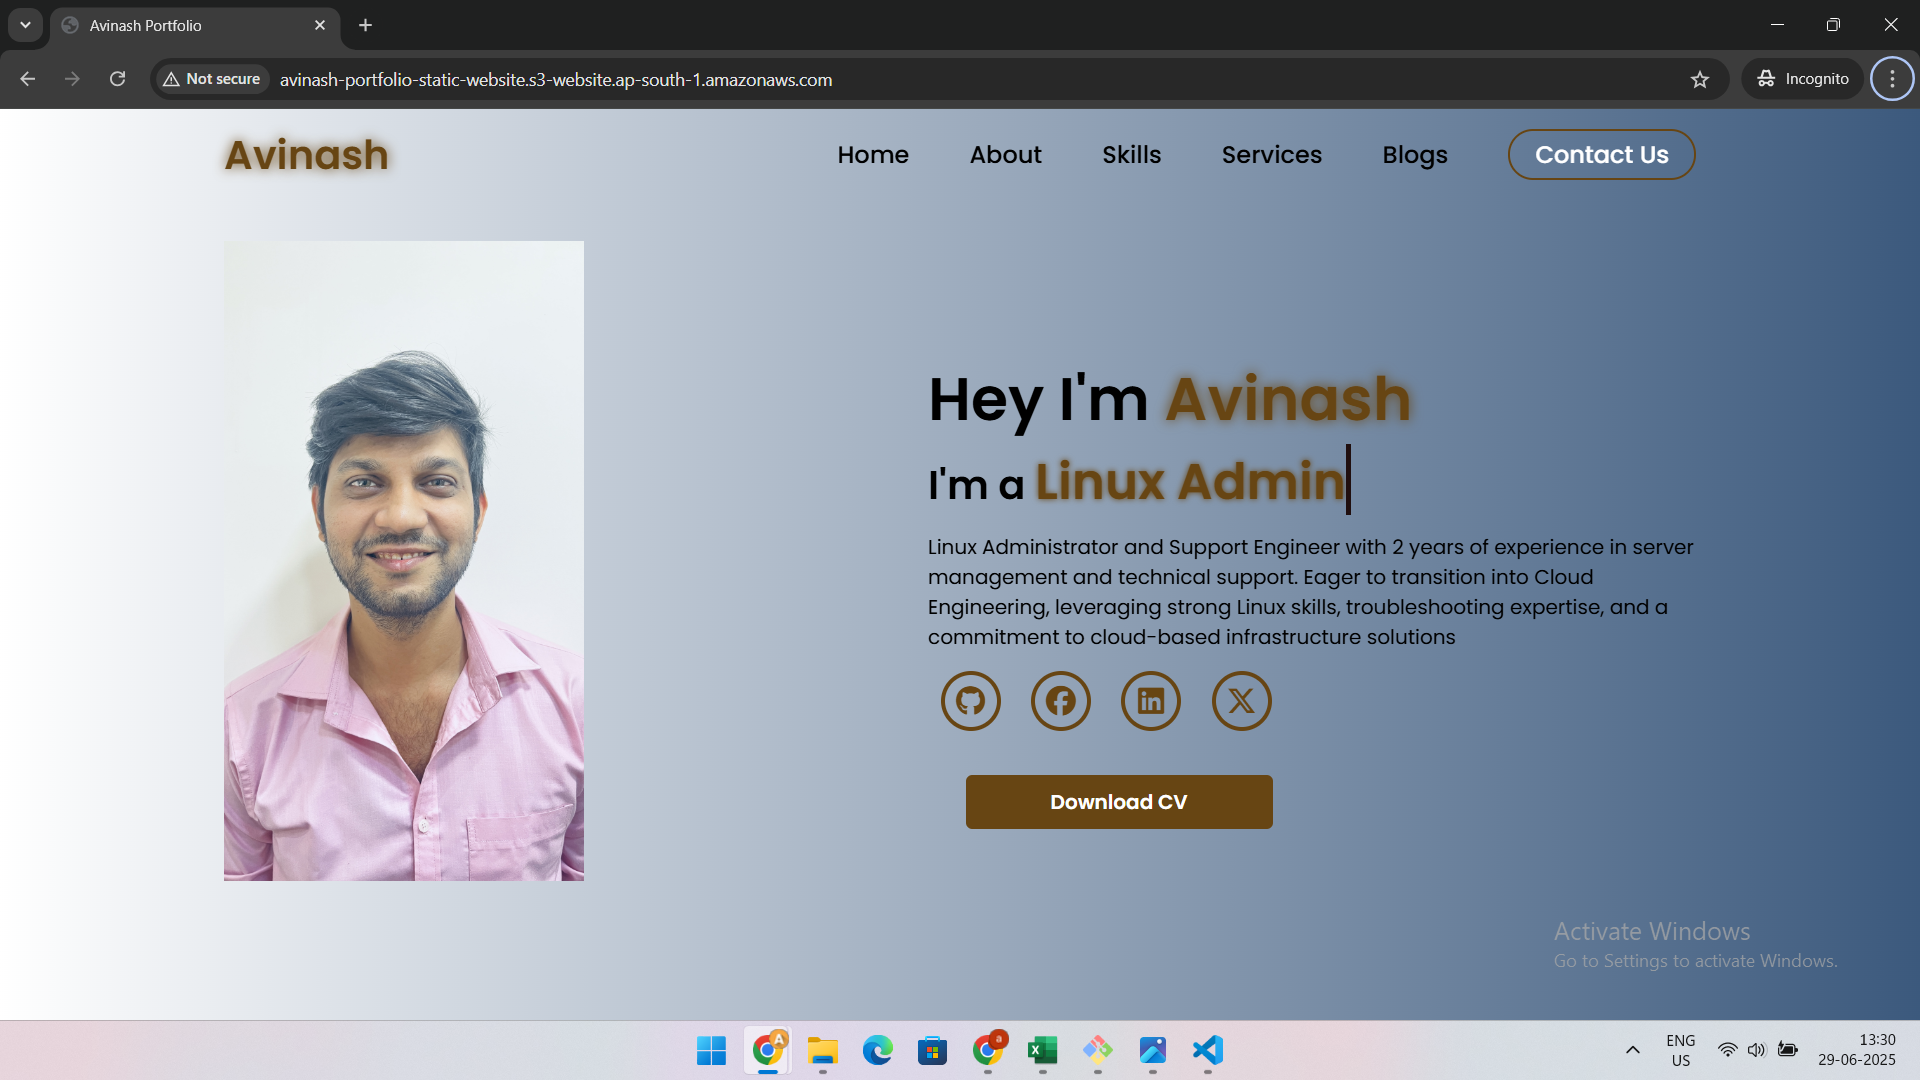 Avinash Portfolio
Not secure
avinash-portfolio-static-website.s3-website.ap-south-1.amazonaws.com
Incognito
Avinash
Home
About
Skills
Services
Blogs
Contact Us
Hey I'm Avinash
I'm a Linux Admin
Linux Administrator and Support Engineer with 2 years of experience in server
management and technical support. Eager to transition into Cloud
Engineering, leveraging strong Linux skills, troubleshooting expertise, and a
commitment to cloud-based infrastructure solutions
Download CV
Activate Windows
Go to Settings to activate Windows.
A
a
ENG
US
13:30
29-06-2025